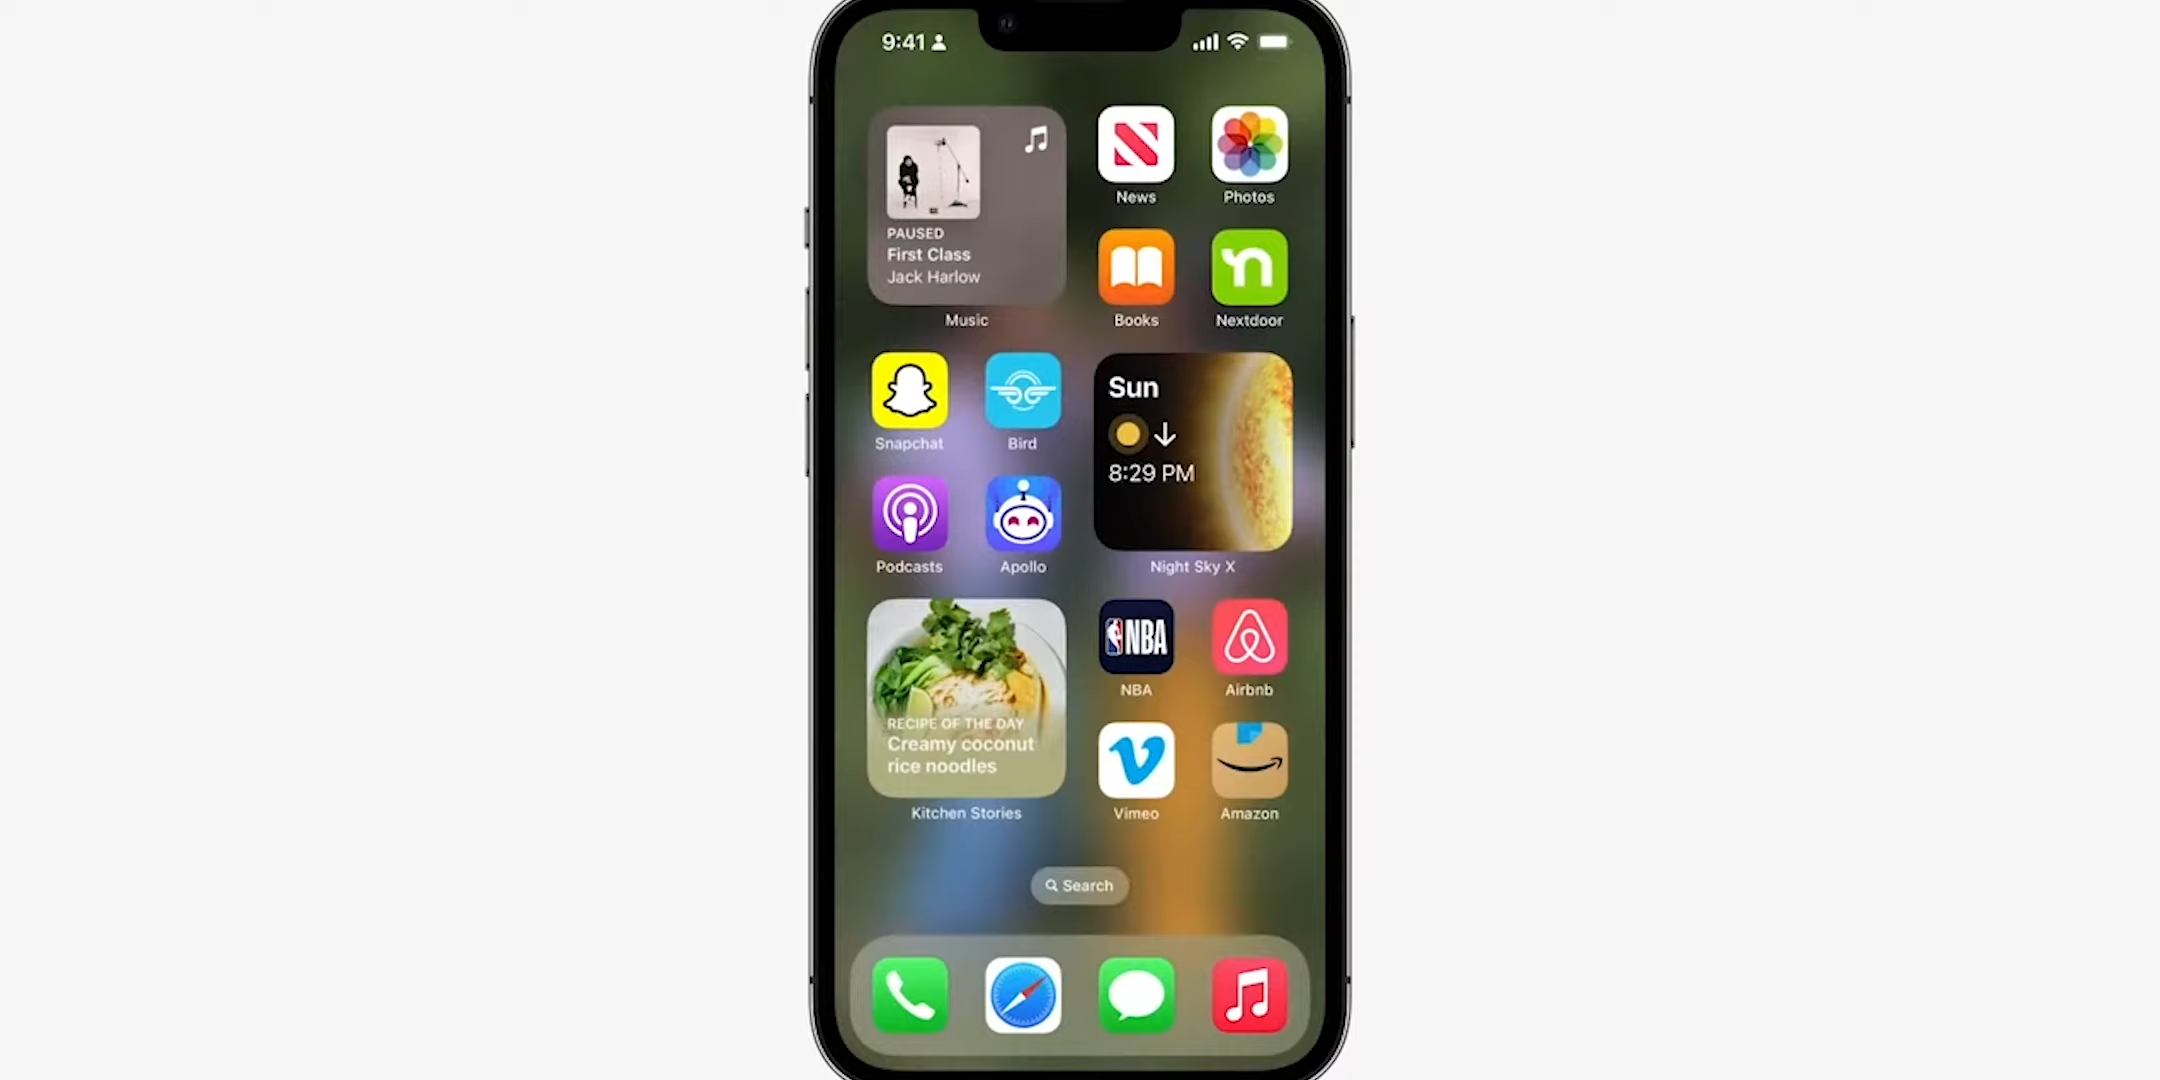 9:41
PAUSED
First Class
Jack Harlow
Music
News
Photos
Books
Nextdoor
Snapchat
Bird
Podcasts
Apollo
Sun
8:29 PM
Night Sky X
RECIPE OF THE DAY
Creamy coconut
rice noodles
Kitchen Stories
NBA
NBA
Airbnb
Vimeo
Amazon
Search